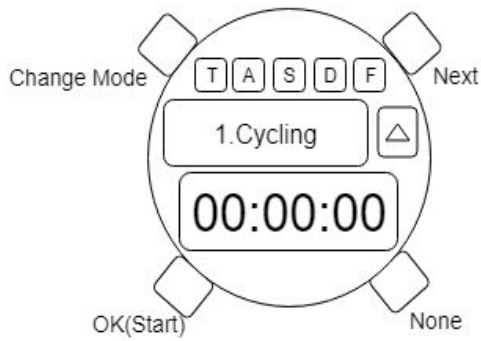 T A S D F
Change Mode
Next
1.Cycling
00:00:00
OK(Start)
None